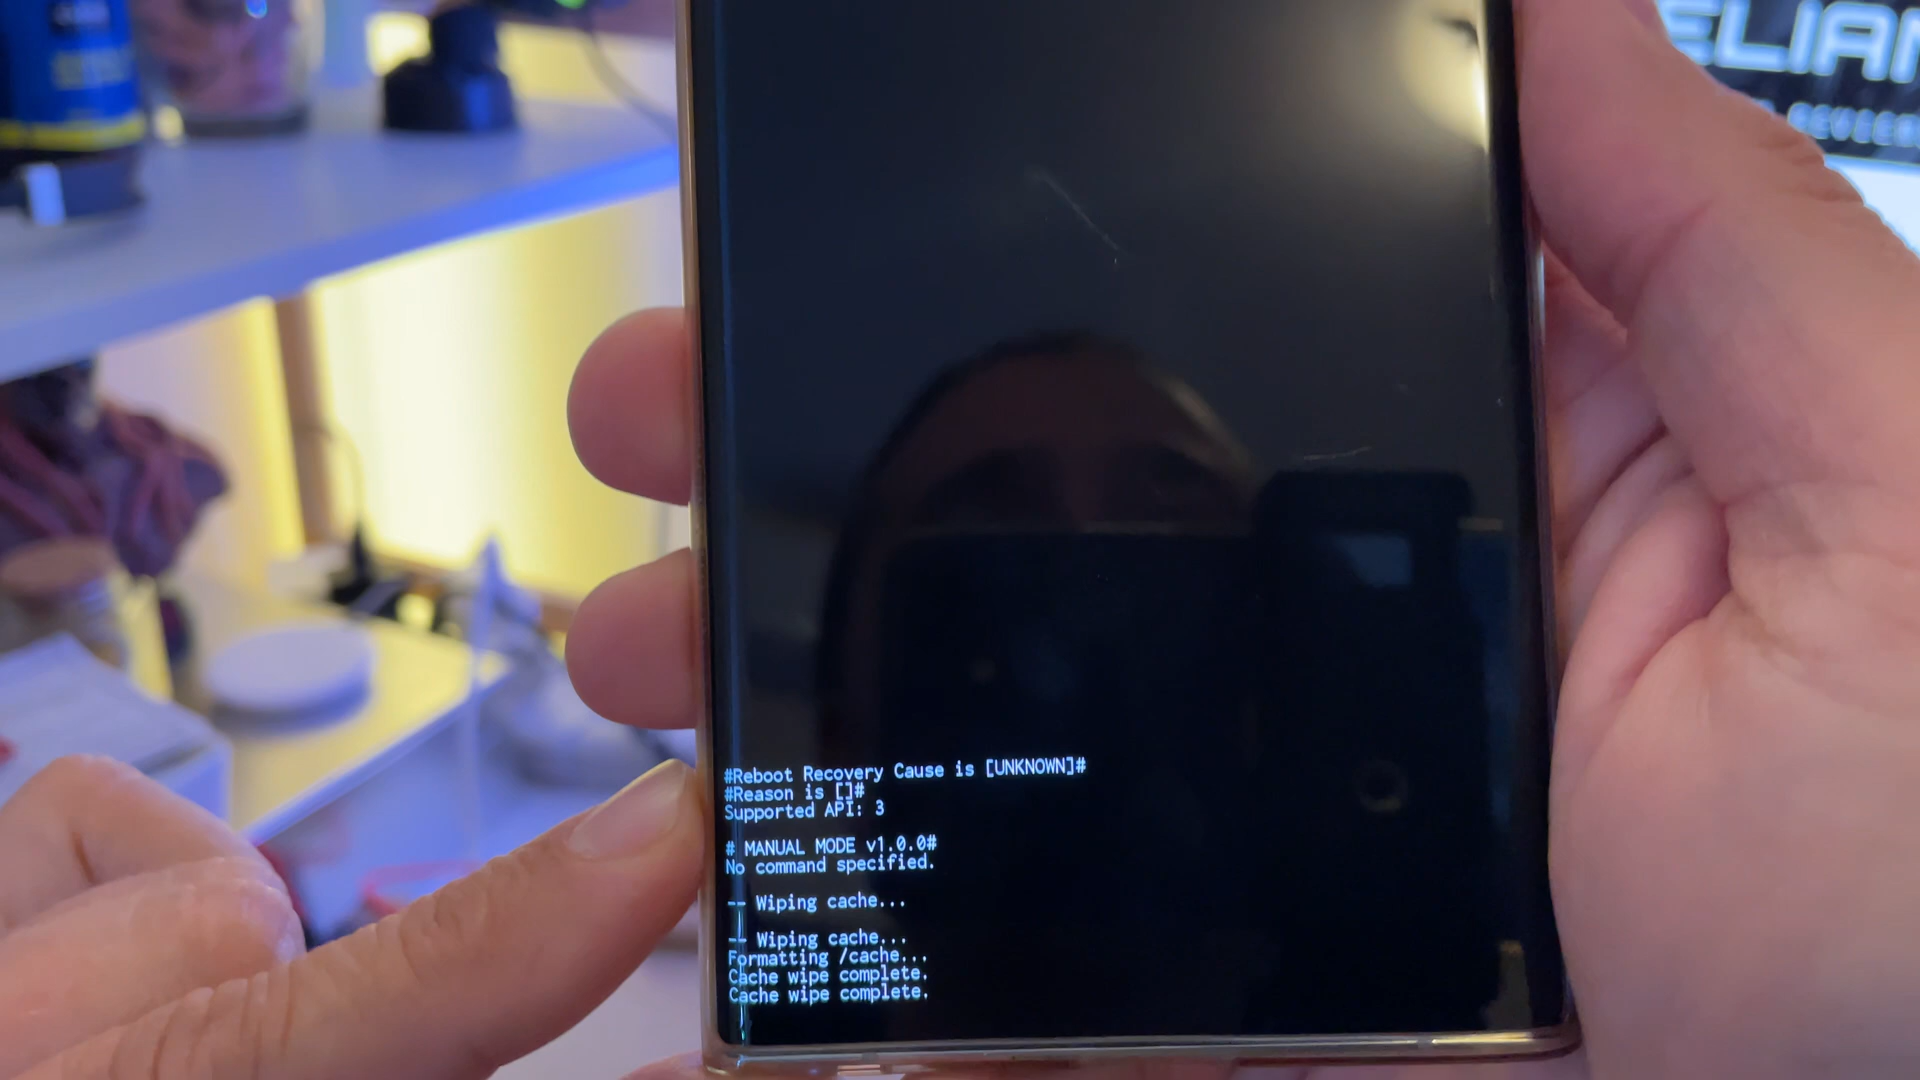 #Reboot Recovery Cause is [UNKNOWN]#
#Reason is []#
Supported API: 3
# MANUAL MODE v1.0.0#
No command specified.
-- Wiping cache...
-- Wiping cache...
Formatting /cache...
Cache wipe complete.
Cache wipe complete.